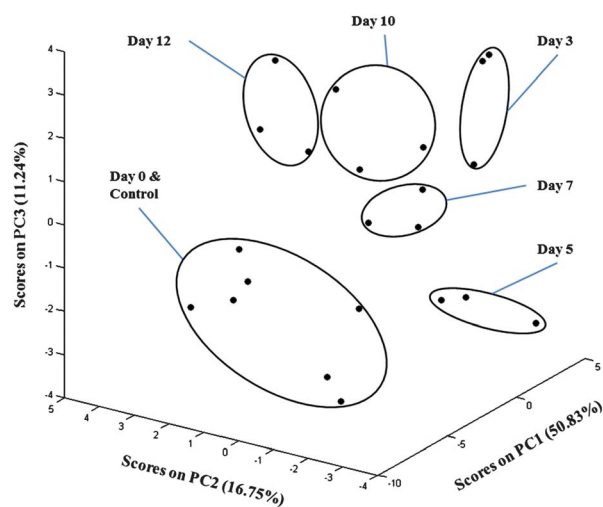 Day 10
Day 12
Day 3
Day 0 &
Control
Day 7
Day 5
Scores on PC3 (11.24%)
4
3
2
1
0
-1
-2
-3
-4
5
4
3
2
1
0
-1
-2
-3
-4
Scores on PC2 (16.75%)
-10
-5
0
5
Scores on PC1 (50.83%)